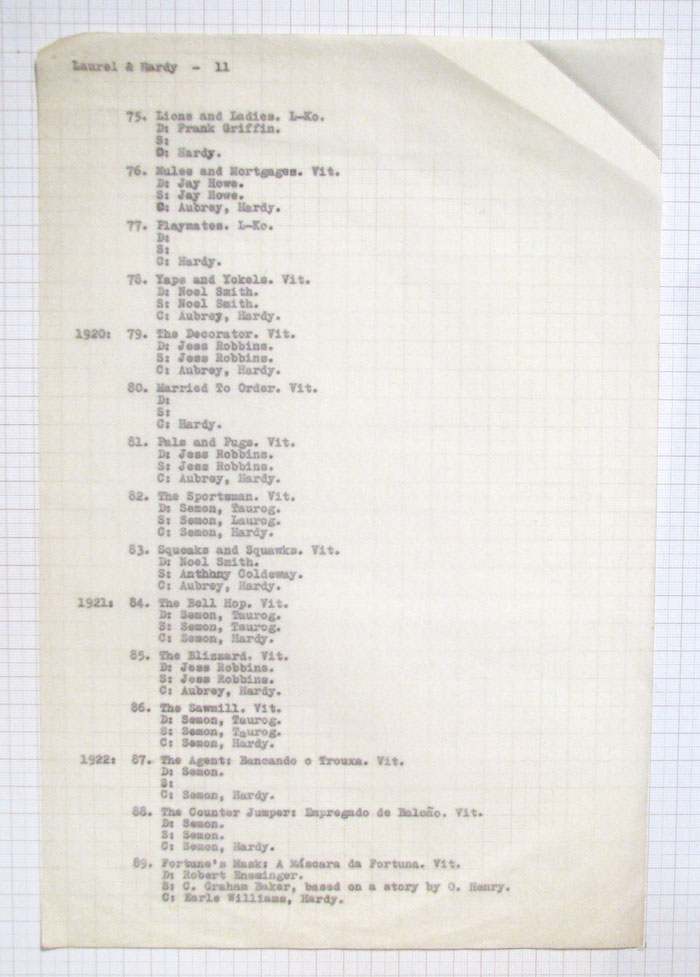 Laurel & Hardy - 11
75. Lions and Ladies. L-Ko.
D: Frank Griffin.
S:
C: Hardy.
76. Mules and Mortgages. Vit.
D: Jay Howe.
S: Jay Howe.
C: Aubrey, Hardy.
77. Playmates. L-Ko.
D:
S:
C: Hardy.
78. Yaps and Yokels. Vit.
D: Noel Smith.
S: Noel Smith.
C: Aubrey, Hardy.
1920: 79. The Decorator. Vit.
D: Jess Robbins.
S: Jess Robbins.
C: Aubrey, Hardy.
80. Married To Order. Vit.
D:
S:
C: Hardy.
81. Pals and Pugs. Vit.
D: Jess Robbins.
S: Jess Robbins.
C: Aubrey, Hardy.
82. The Sportsman. Vit.
D: Semon, Taurog.
S: Semon, Laurog.
C: Semon, Hardy.
83. Squeaks and Squawks. Vit.
D: Noel Smith.
S: Anthhny Coldeway.
C: Aubrey, Hardy.
1921: 84. The Bell Hop. Vit.
D: Semon, Taurog.
S: Semon, Taurog.
C: Semon, Hardy.
85. The Blizzard. Vit.
D: Jess Robbins.
S: Jess Robbins.
C: Aubrey, Hardy.
86. The Sawmill. Vit.
D: Semon, Taurog.
S: Semon, Taurog.
C: Semon, Hardy.
1922: 87. The Agent: Bancando o Trouxa. Vit.
D: Semon.
S:
C: Semon, Hardy.
88. The Counter Jumper: Empregado de Balcão. Vit.
D: Semon.
S: Semon.
C: Semon, Hardy.
89. Fortune's Mask: A Máscara da Fortuna. Vit.
D: Robert Ensminger.
S: C. Graham Baker, based on a story by O. Henry.
C: Earle Williams, Hardy.